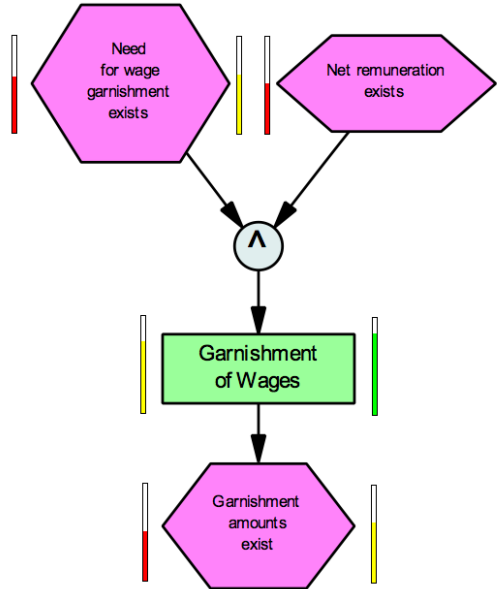 Need
for wage
garnishment
exists
Net remuneration
exists
^
Garnishment
of Wages
Garnishment
amounts
exist